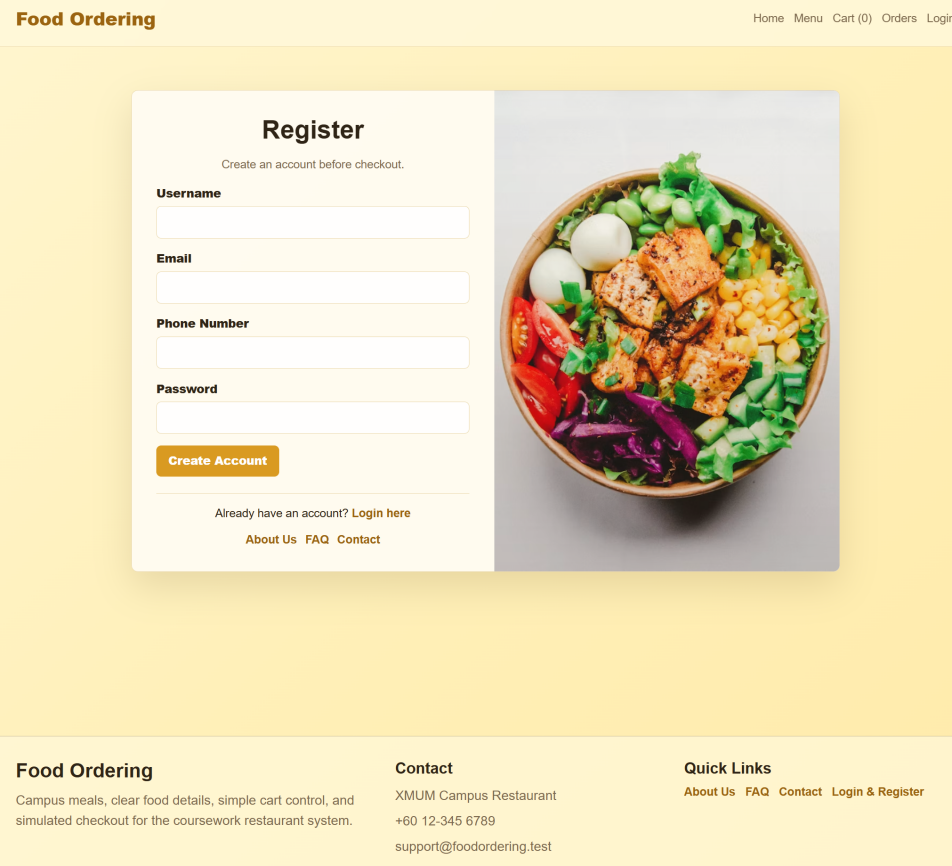 Food Ordering
Home Menu Cart (0) Orders Login
Register
Create an account before checkout.
Username
Email
Phone Number
Password
Create Account
Already have an account? Login here
About Us FAQ Contact
Food Ordering
Campus meals, clear food details, simple cart control, and
simulated checkout for the coursework restaurant system.
Contact
XMUM Campus Restaurant
+60 12-345 6789
support@foodordering.test
Quick Links
About Us FAQ Contact Login & Register